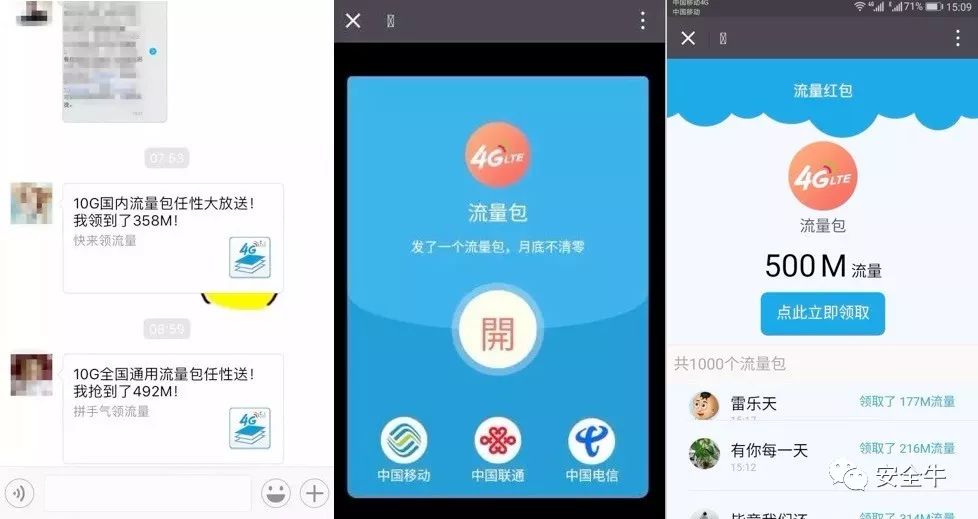 07:53
10G国内流量包任性大放送！
我领到了358M！
快来领流量
4G
08:59
10G全国通用流量包任性送！
我抢到了492M！
拼手气领流量
4G
4G LTE
流量包
发了一个流量包，月底不清零
開
中国移动
中国联通
中国电信
中国移动4G
中国移动
71%
15:09
流量红包
4G LTE
流量包
500M 流量
点此立即领取
共1000个流量包
雷乐天
领取了 177M流量
15:17
有你每一天
领取了 216M流量
15:12
领取了 314M流量
安全牛